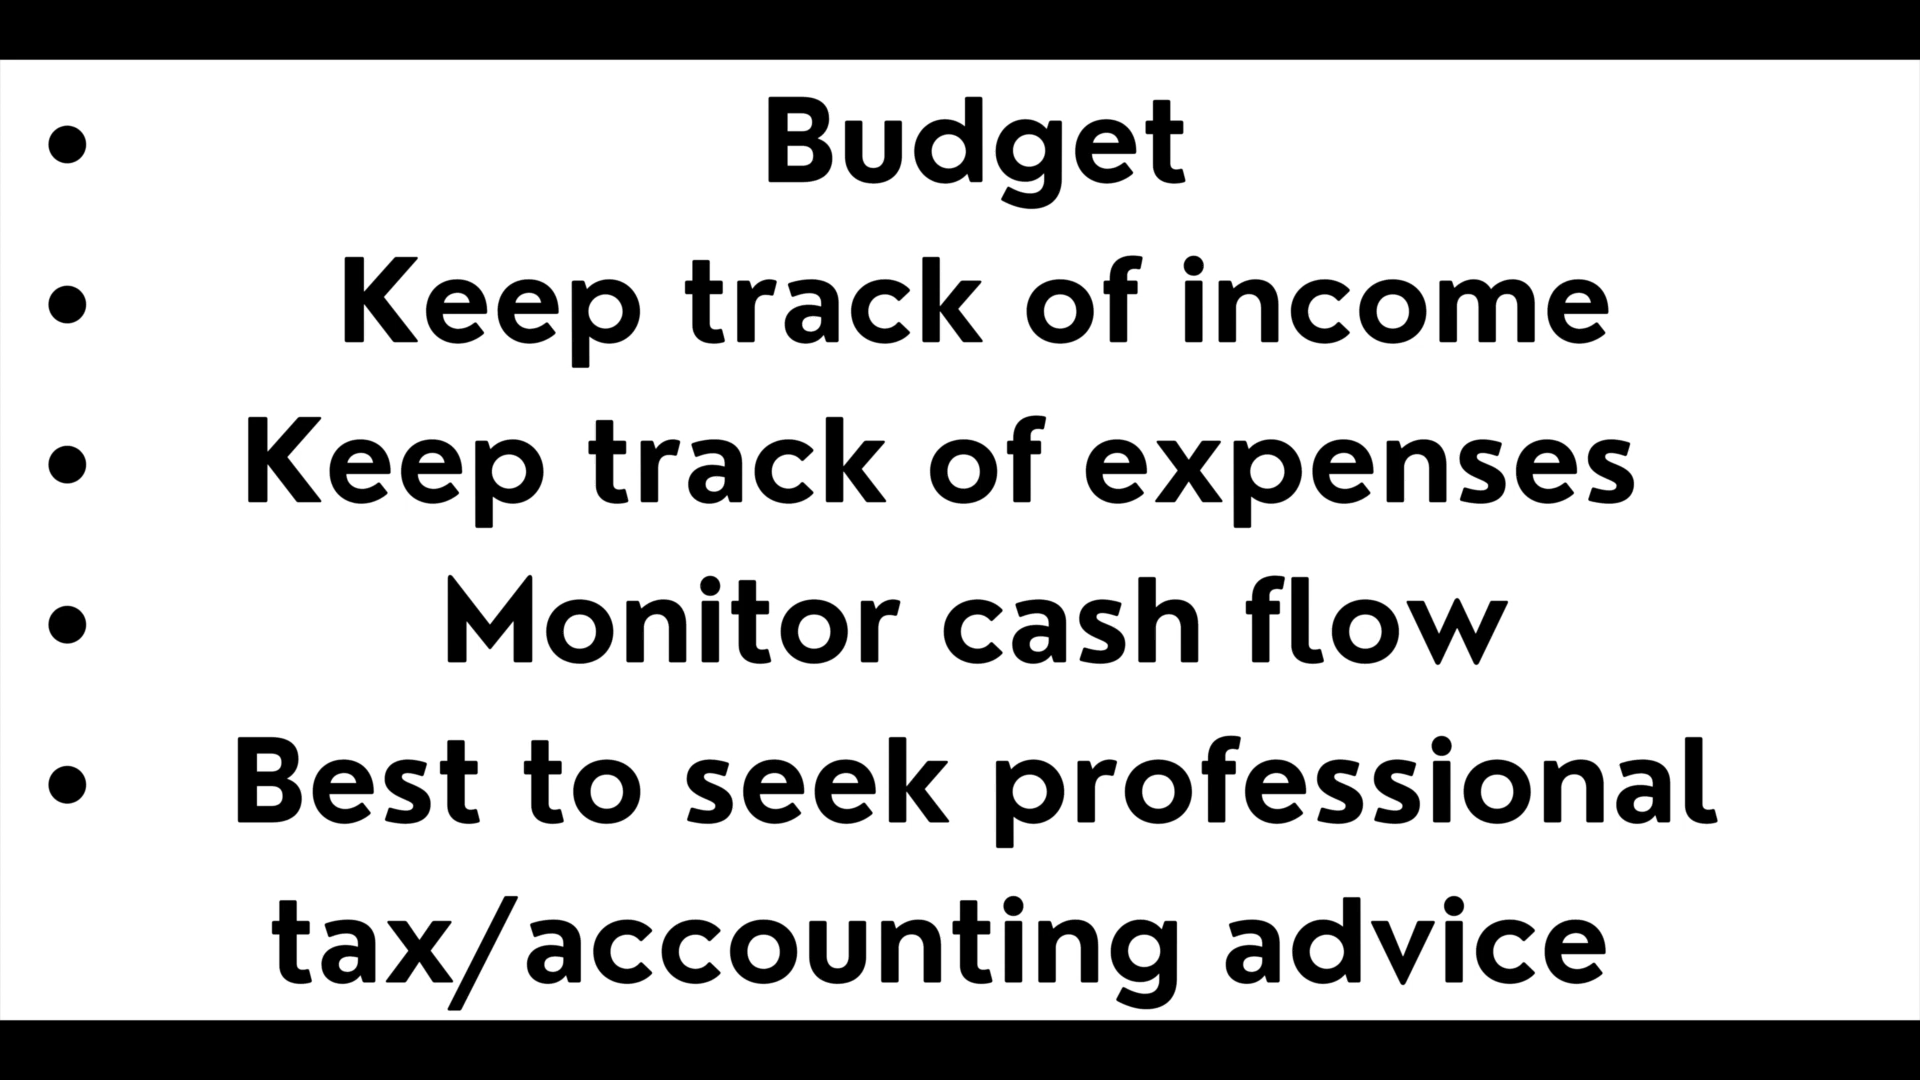 • Budget
• Keep track of income
• Keep track of expenses
• Monitor cash flow
• Best to seek professional
tax/accounting advice